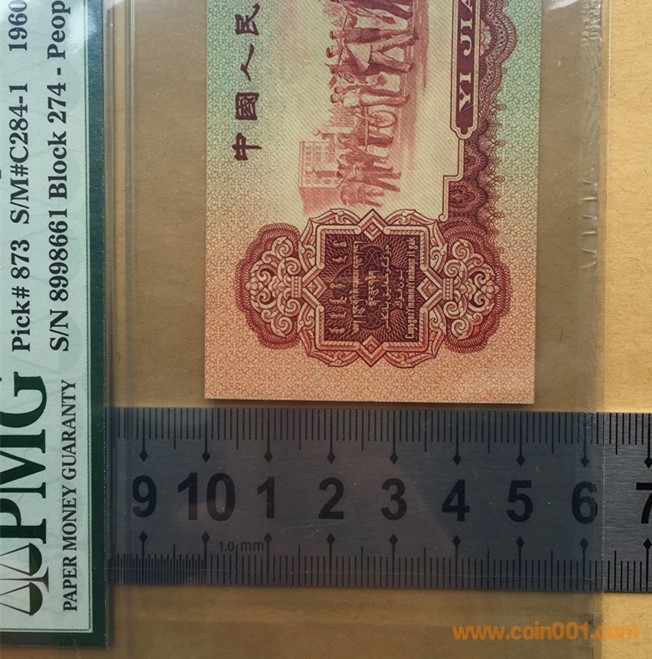 1960
Pick# 873 S/M#C284-1
S/N 8998661 Block 274 - Peop
PMG
PAPER MONEY GUARANTY
中國人民
YI JIA
9 10 1 2 3 4 5 6 7
1.0 mm
www.coin001.com